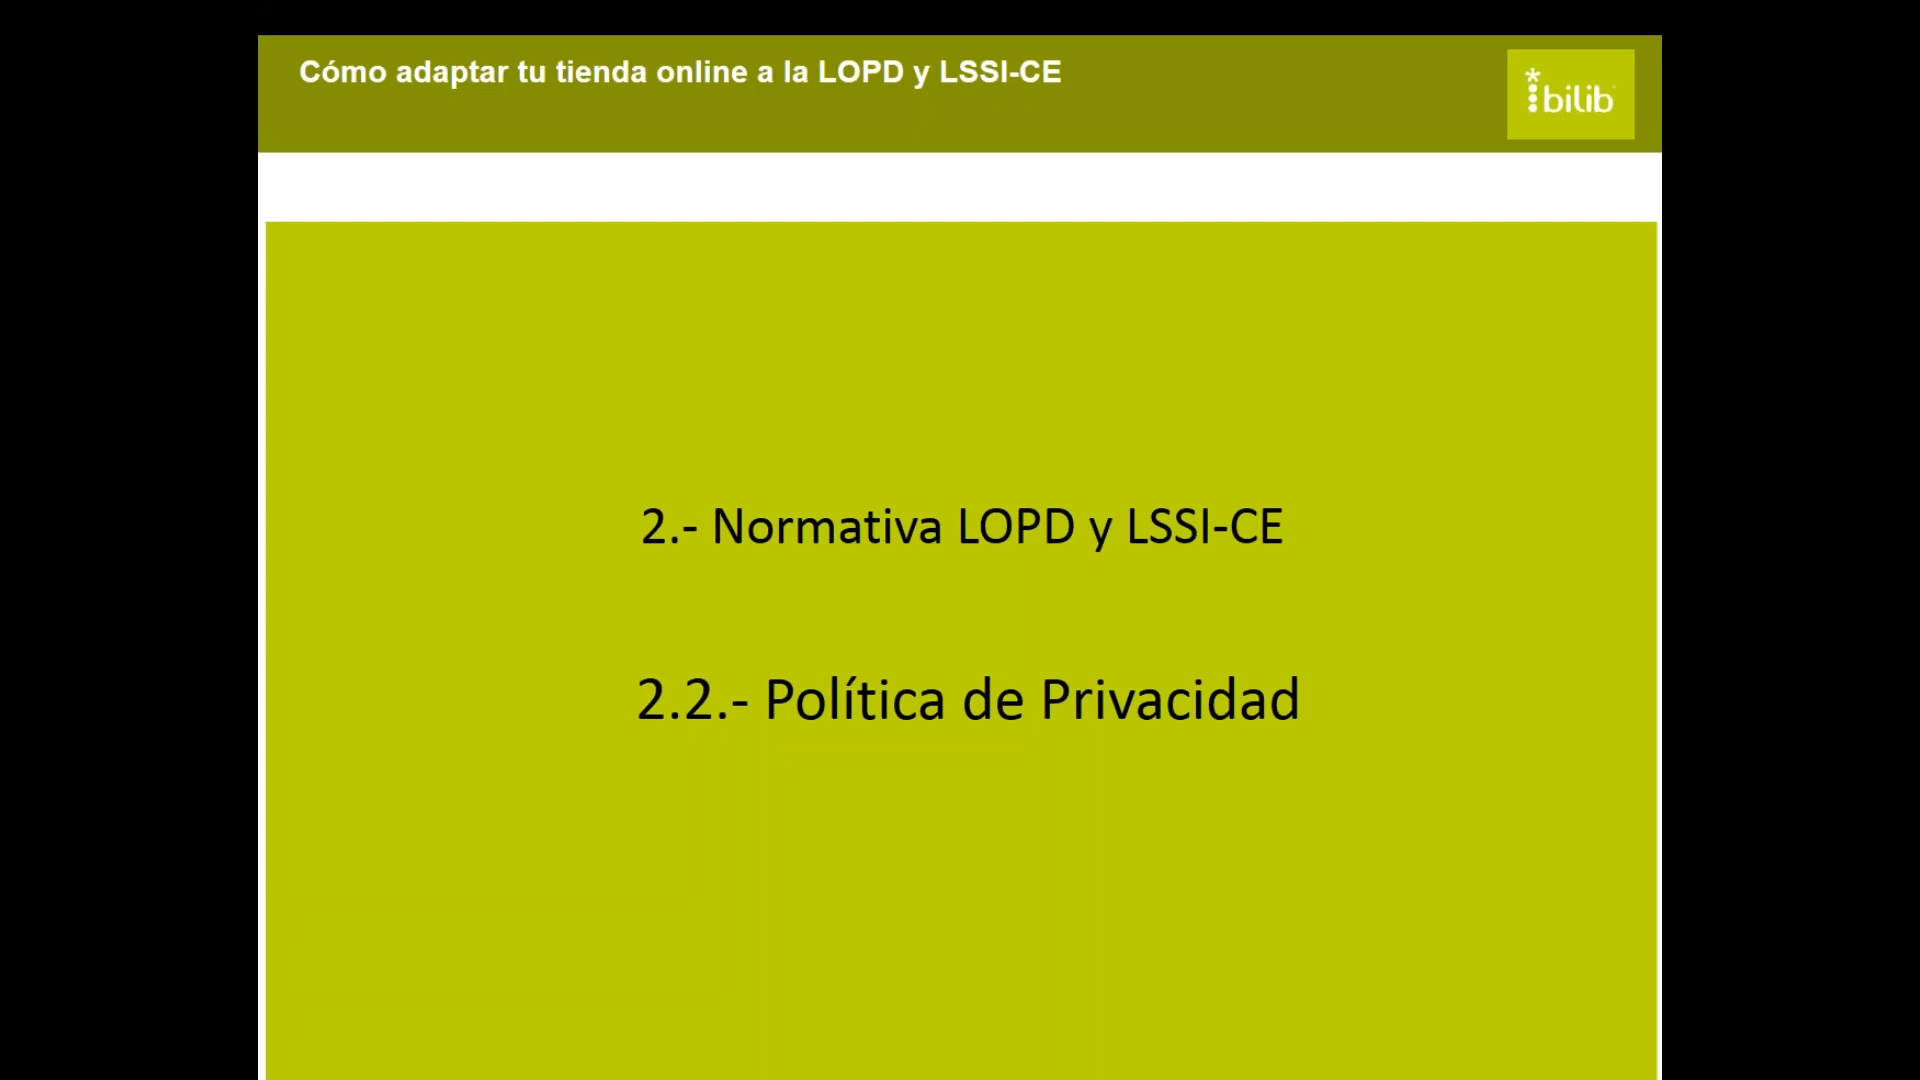 Cómo adaptar tu tienda online a la LOPD y LSSI-CE
bilib
2.- Normativa LOPD y LSSI-CE
2.2.- Política de Privacidad